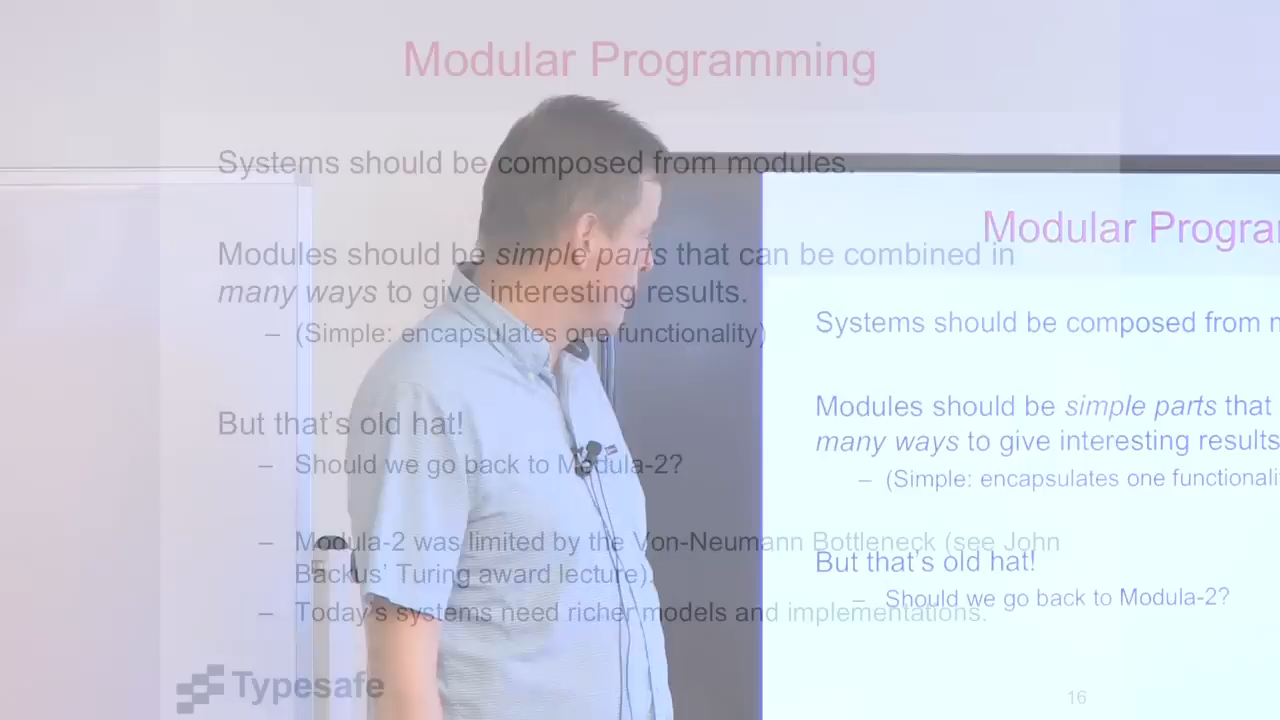 Modular Programming
Systems should be composed from modules.
Modules should be simple parts that can be combined in
many ways to give interesting results.
– (Simple: encapsulates one functionality)
But that's old hat!
– Should we go back to Modula-2?
– Modula-2 was limited by the Von-Neumann Bottleneck (see John
Backus' Turing award lecture).
– Today's systems need richer models and implementations.
Typesafe
16
Modular Progra
Systems should be composed from m
Modules should be simple parts that
many ways to give interesting results
– (Simple: encapsulates one functionali
But that's old hat!
– Should we go back to Modula-2?